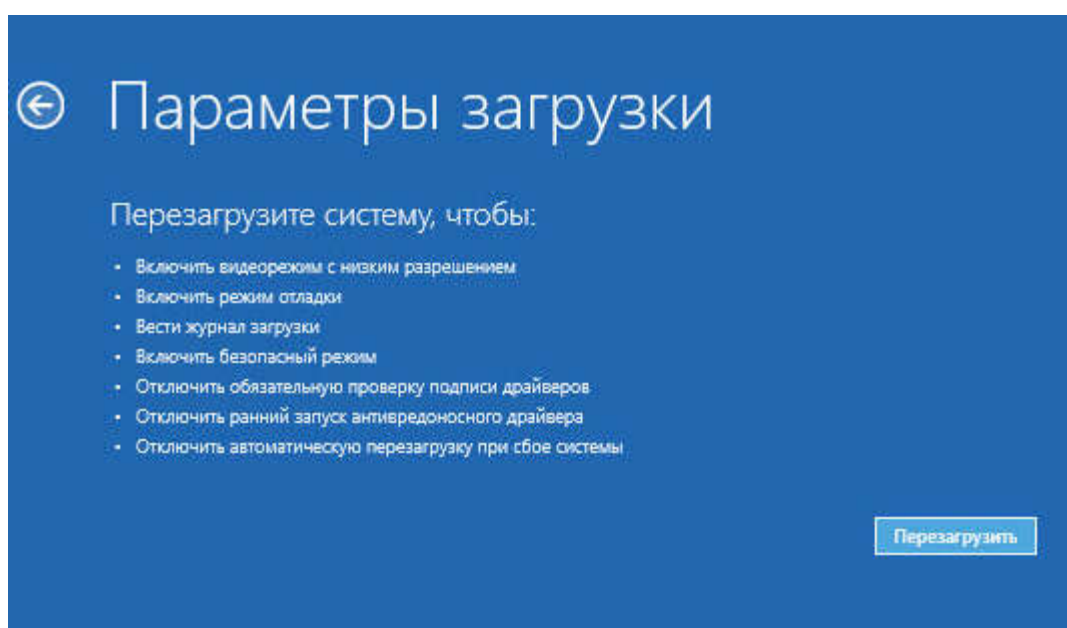 Параметры загрузки
Перезагрузите систему, чтобы:
• Включить видеорежим с низким разрешением
• Включить режим отладки
• Вести журнал загрузки
• Включить безопасный режим
• Отключить обязательную проверку подписи драйверов
• Отключить ранний запуск антивредоносного драйвера
• Отключить автоматическую перезагрузку при сбое системы
Перезагрузить